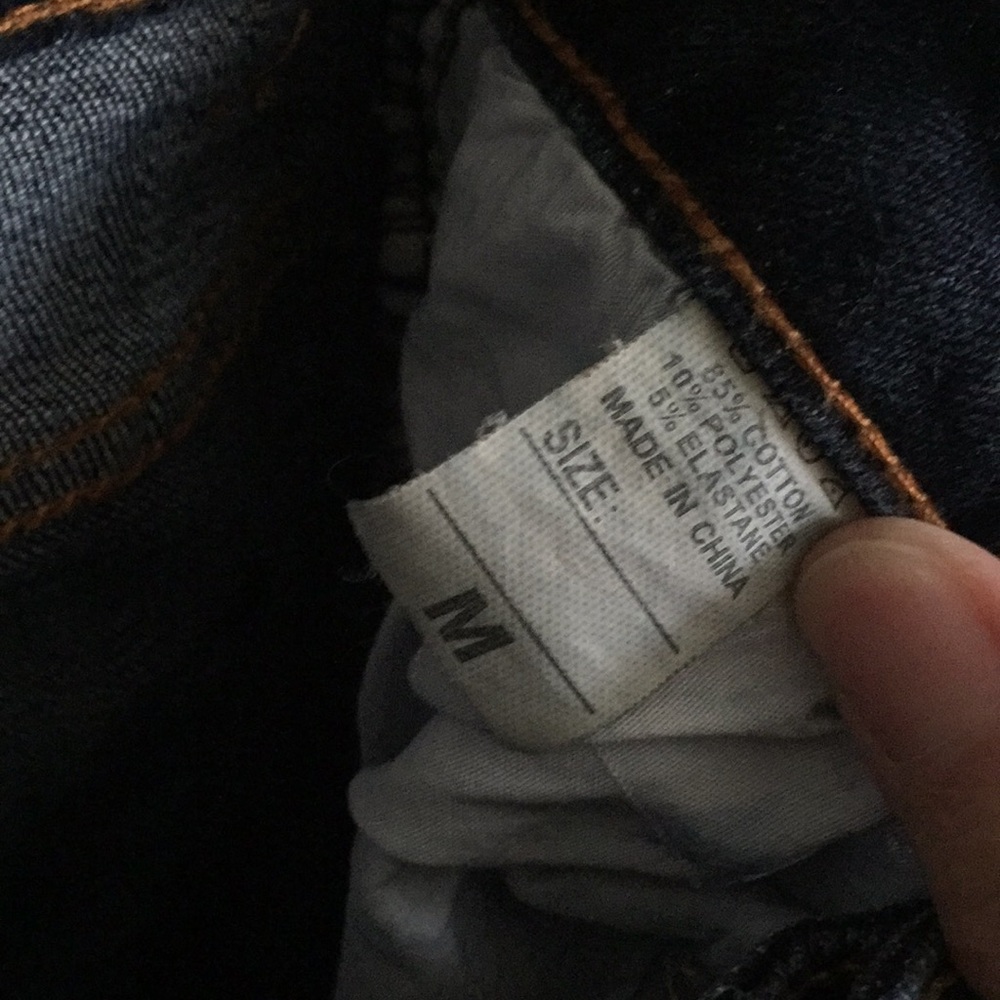 85% COTTON
10% POLYESTER
5% ELASTANE
MADE IN CHINA
SIZE:
M